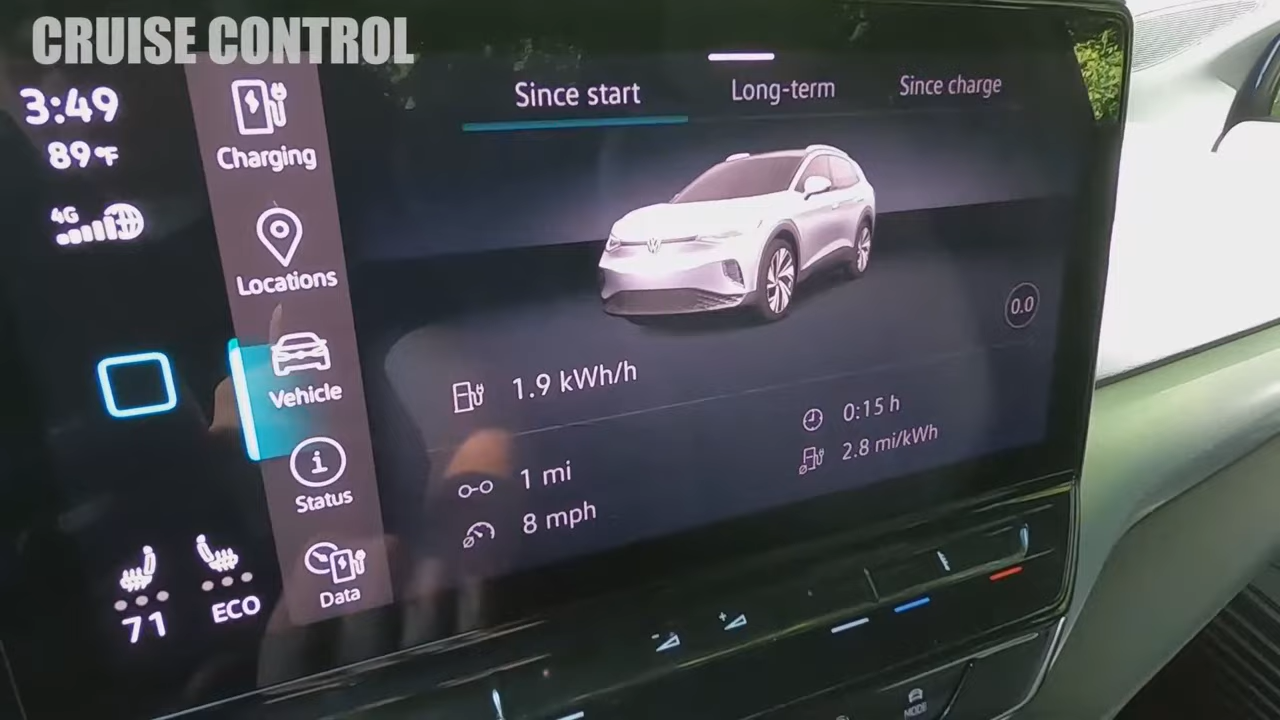 CRUISE CONTROL
3:49
89°F
4G
71
ECO
Charging
Locations
Vehicle
Status
Data
Since start
Long-term
Since charge
0.0
1.9 kWh/h
1 mi
8 mph
0:15 h
2.8 mi/kWh
MODE